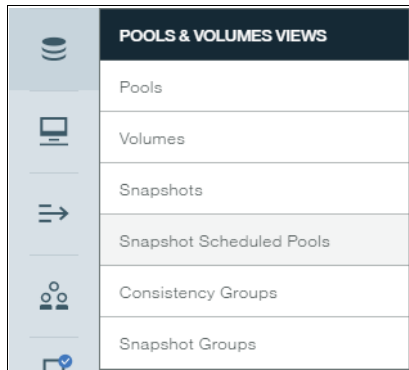 POOLS & VOLUMES VIEWS
Pools
Volumes
Snapshots
Snapshot Scheduled Pools
Consistency Groups
Snapshot Groups